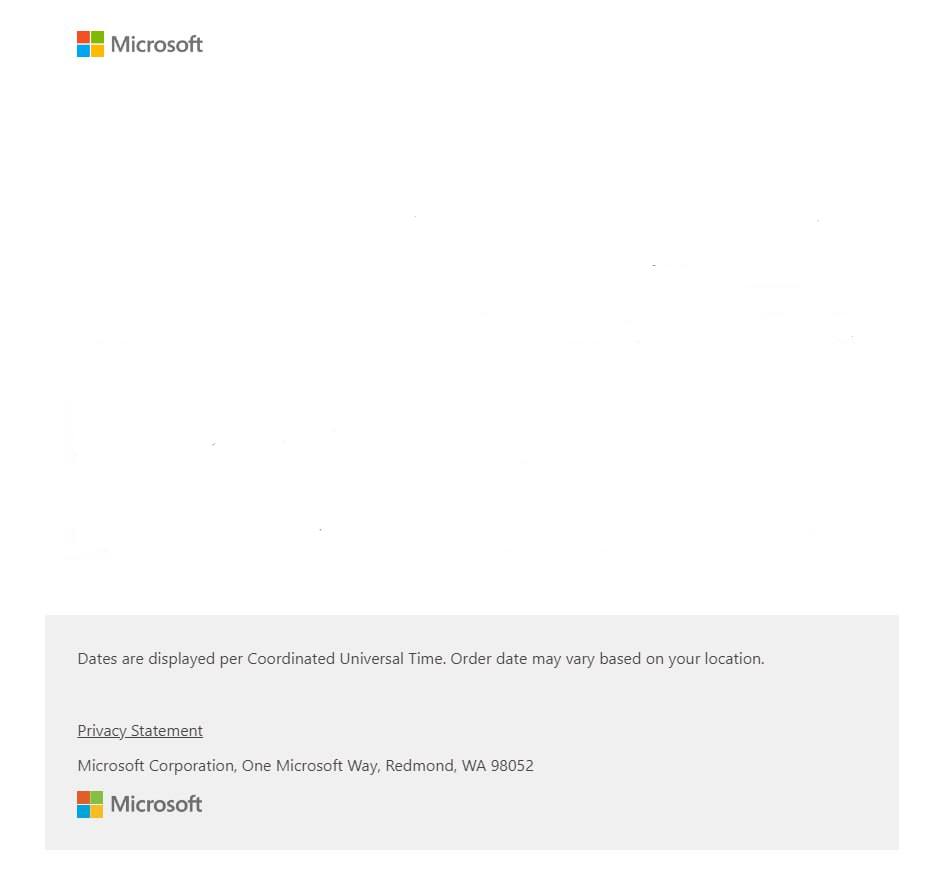 Microsoft
Dates are displayed per Coordinated Universal Time. Order date may vary based on your location.
Privacy Statement
Microsoft Corporation, One Microsoft Way, Redmond, WA 98052
Microsoft